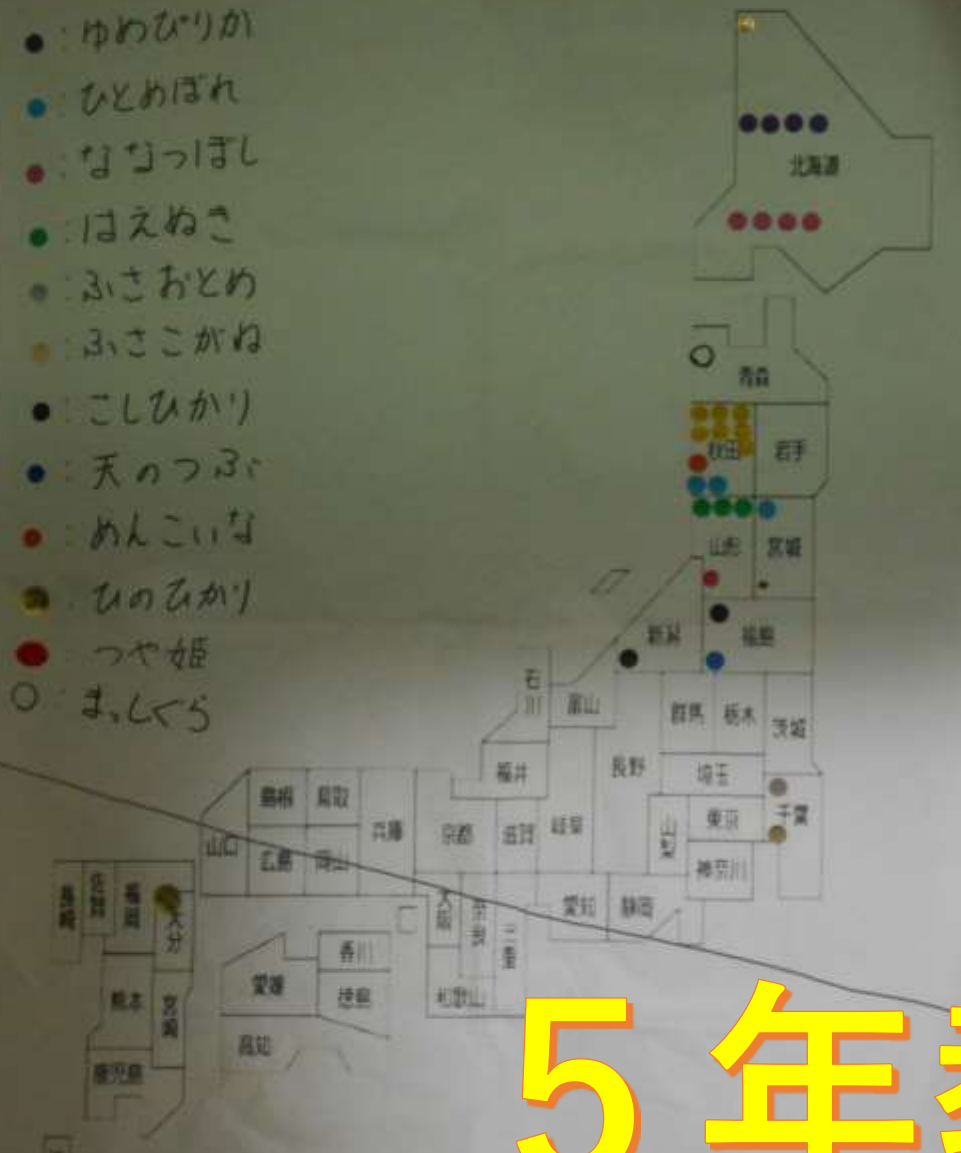 ：ゆめぴりか
：ひとめぼれ
：ななつぼし
：はえぬき
：ふさおとめ
：ふさこがね
：こしひかり
：天のつぶ
：めんこいな
：ひのひかり
：つや姫
：まっしぐら
北海道
青森
秋田 岩手
山形 宮城
新潟 福島
石川 富山 群馬 栃木 茨城
福井 長野 埼玉
島根 鳥取 兵庫 京都 滋賀 岐阜 山梨 東京 千葉
山口 広島 岡山 神奈川
長崎 佐賀 福岡 大分 大阪 奈良 三重 愛知 静岡
香川
熊本 宮崎 愛媛 徳島 和歌山
高知
鹿児島
５年